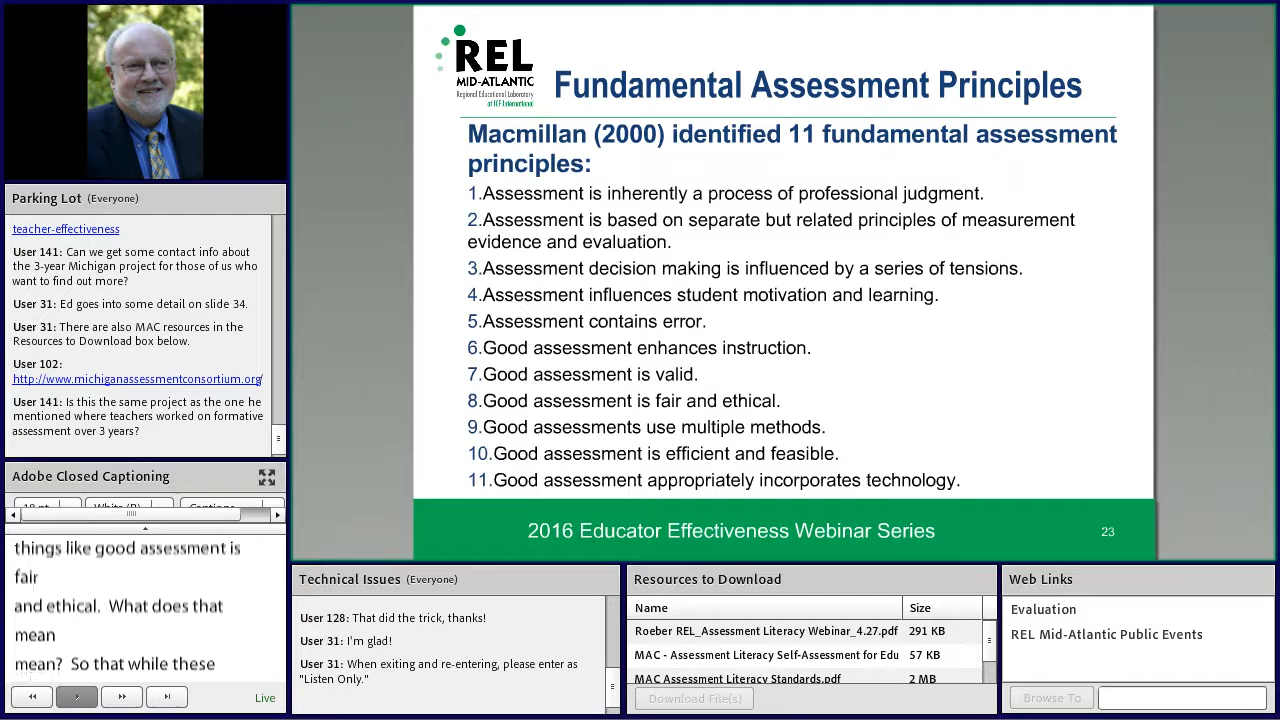 REL
MID-ATLANTIC
Regional Educational Laboratory
at ICF International
Fundamental Assessment Principles
Macmillan (2000) identified 11 fundamental assessment
principles:
1.Assessment is inherently a process of professional judgment.
2.Assessment is based on separate but related principles of measurement
evidence and evaluation.
3.Assessment decision making is influenced by a series of tensions.
4.Assessment influences student motivation and learning.
5.Assessment contains error.
6.Good assessment enhances instruction.
7.Good assessment is valid.
8.Good assessment is fair and ethical.
9.Good assessments use multiple methods.
10.Good assessment is efficient and feasible.
11.Good assessment appropriately incorporates technology.
2016 Educator Effectiveness Webinar Series
23
Parking Lot (Everyone)
teacher-effectiveness
User 141: Can we get some contact info about
the 3-year Michigan project for those of us who
want to find out more?
User 31: Ed goes into some detail on slide 34.
User 31: There are also MAC resources in the
Resources to Download box below.
User 102:
http://www.michiganassessmentconsortium.org/
User 141: Is this the same project as the one he
mentioned where teachers worked on formative
assessment over 3 years?
Adobe Closed Captioning
things like good assessment is
fair
and ethical. What does that
mean
mean? So that while these
Live
Technical Issues (Everyone)
User 128: That did the trick, thanks!
User 31: I'm glad!
User 31: When exiting and re-entering, please enter as
"Listen Only."
Resources to Download
Name Size
Roeber REL_Assessment Literacy Webinar_4.27.pdf 291 KB
MAC - Assessment Literacy Self-Assessment for Edu 57 KB
MAC Assessment Literacy Standards.pdf 2 MB
Download File(s)
Web Links
Evaluation
REL Mid-Atlantic Public Events
Browse To